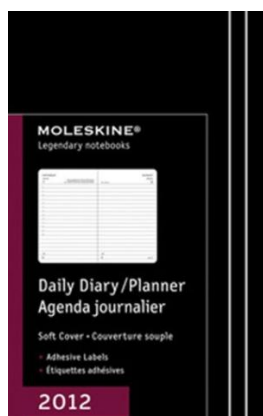 MOLESKINE®
Legendary notebooks
Daily Diary/Planner
Agenda journalier
Soft Cover • Couverture souple
• Adhesive Labels
• Étiquettes adhésives
2012